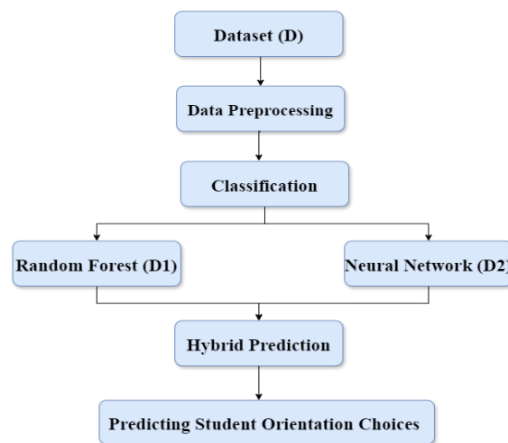 Dataset (D)
Data Preprocessing
Classification
Random Forest (D1)
Neural Network (D2)
Hybrid Prediction
Predicting Student Orientation Choices